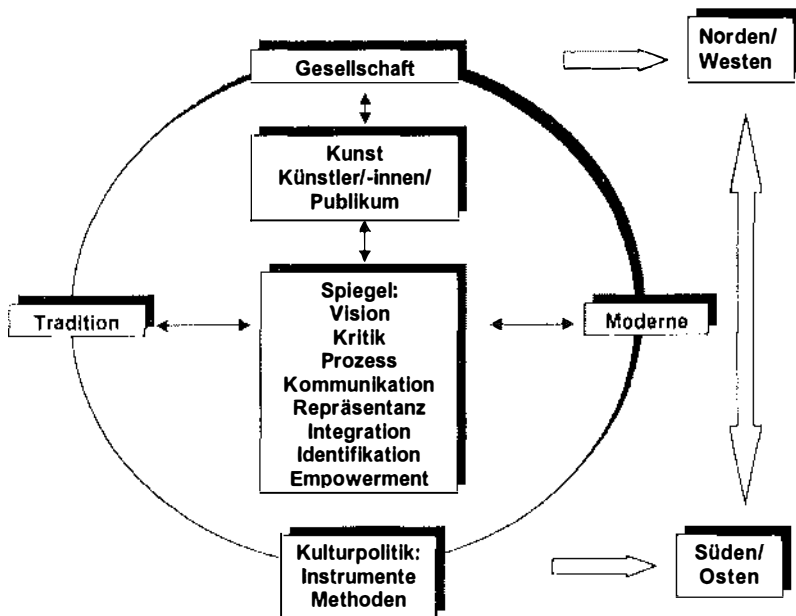 Gesellschaft
Norden/
Westen
Kunst
Künstler/-innen/
Publikum
Tradition
Spiegel:
Vision
Kritik
Prozess
Kommunikation
Repräsentanz
Integration
Identifikation
Empowerment
Moderne
Kulturpolitik:
Instrumente
Methoden
Süden/
Osten